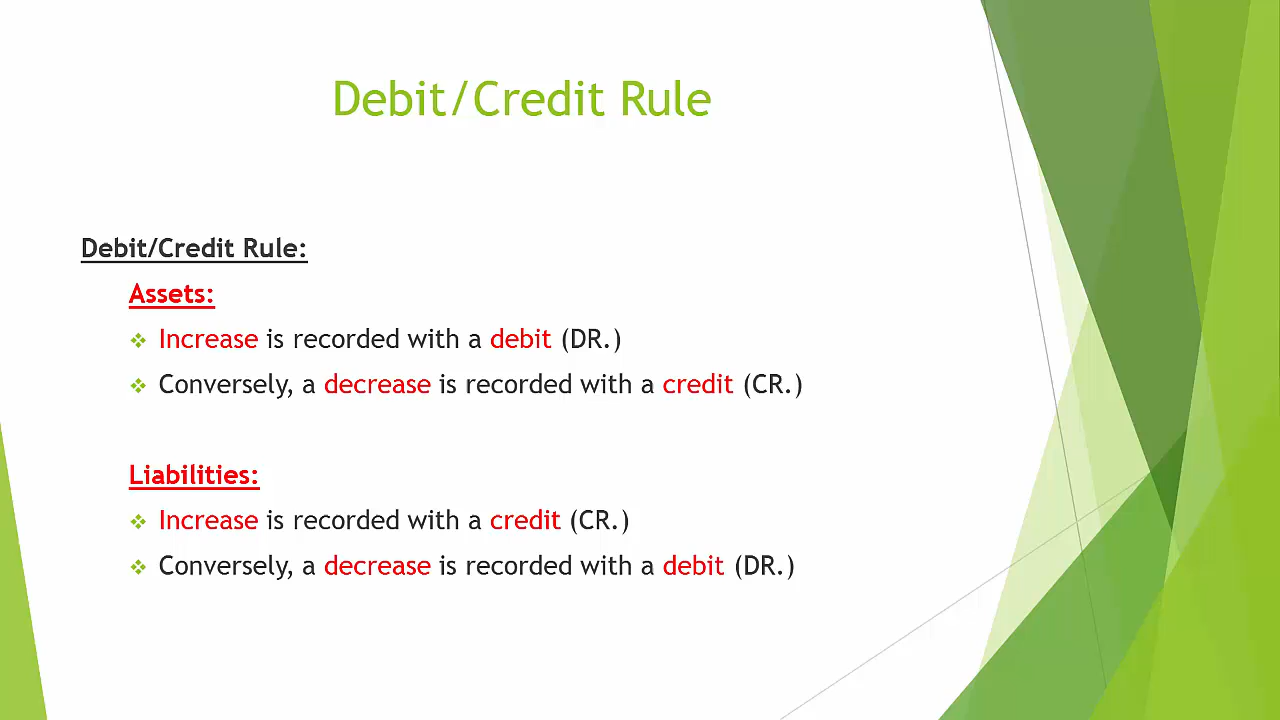 Debit/Credit Rule
Debit/Credit Rule:
Assets:
❖ Increase is recorded with a debit (DR.)
❖ Conversely, a decrease is recorded with a credit (CR.)
Liabilities:
❖ Increase is recorded with a credit (CR.)
❖ Conversely, a decrease is recorded with a debit (DR.)